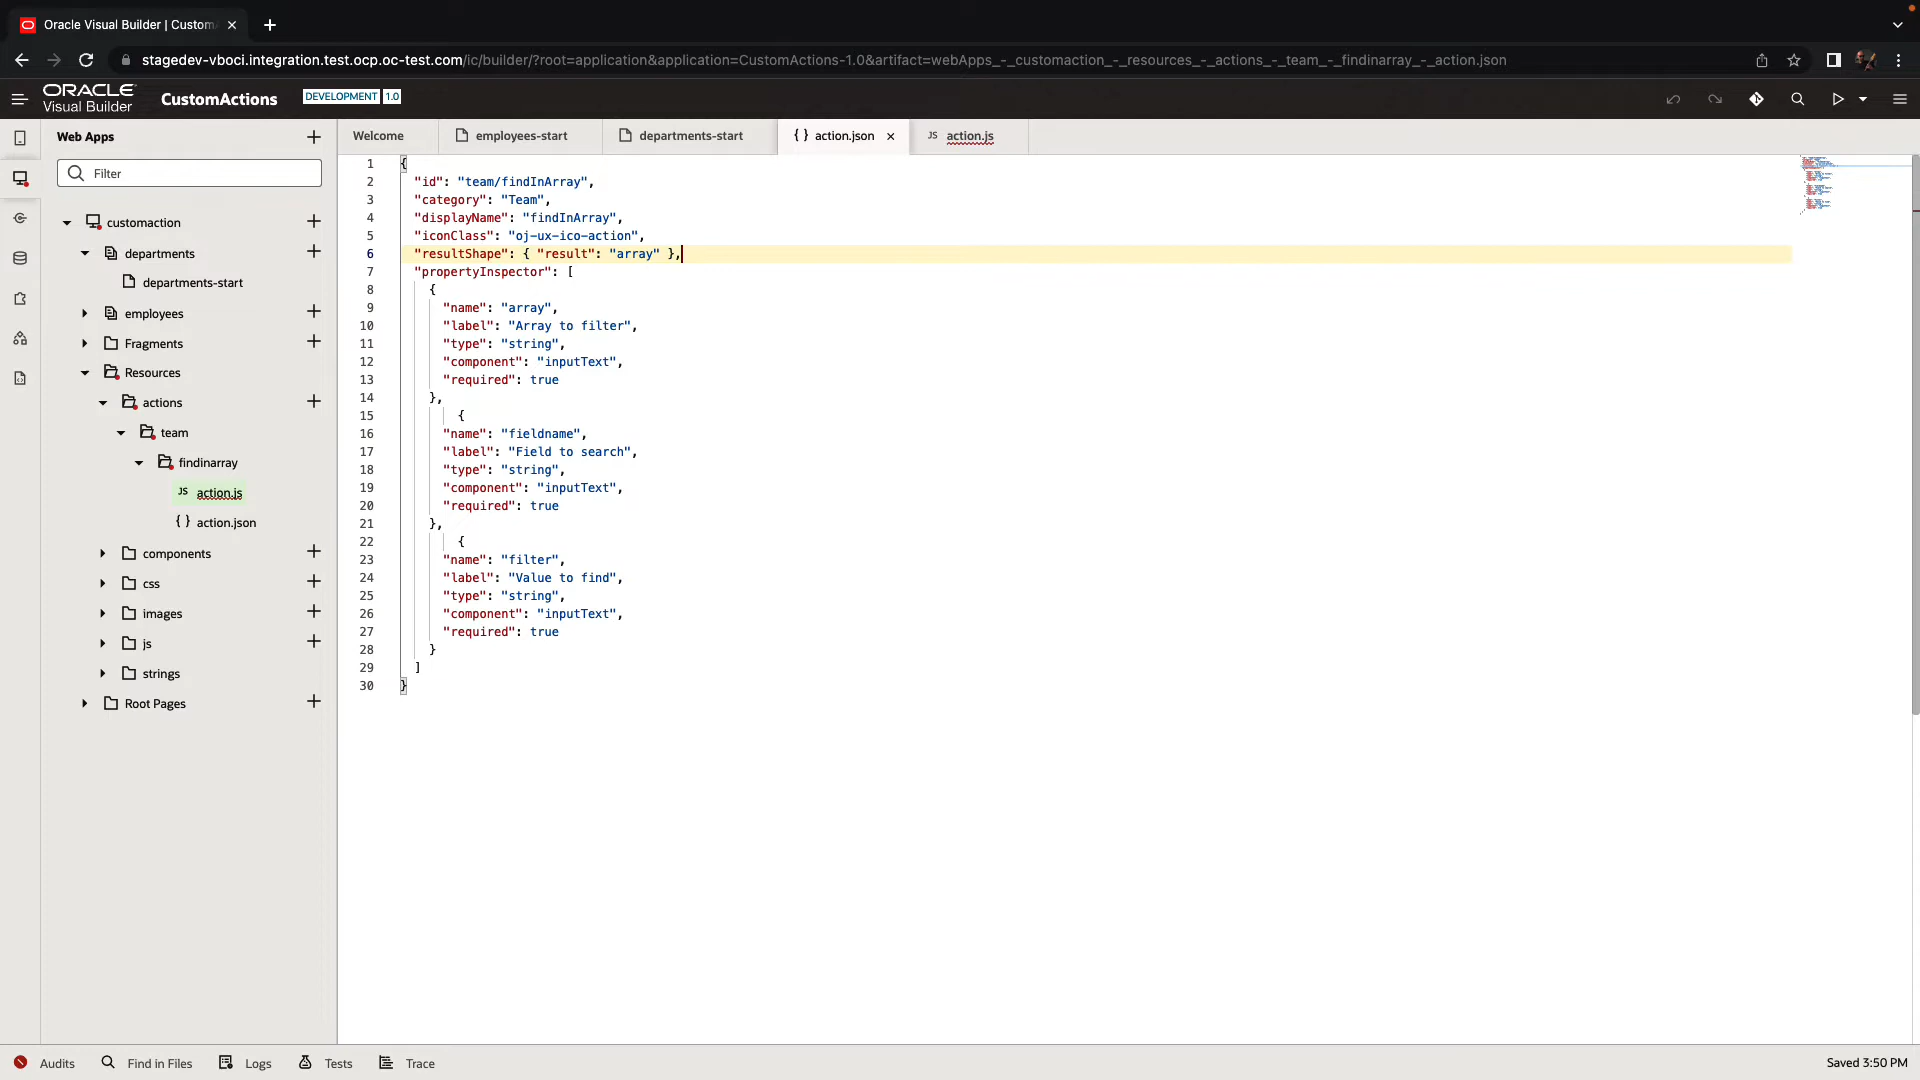 Oracle Visual Builder | Custom
stagedev-vboci.integration.test.ocp.oc-test.com/ic/builder/?root=application&application=CustomActions-1.0&artifact=webApps_-_customaction_-_resources_-_actions_-_team_-_findinarray_-_action.json
ORACLE
Visual Builder
CustomActions
DEVELOPMENT 1.0
Web Apps
Filter
customaction
departments
departments-start
employees
Fragments
Resources
actions
team
findinarray
JS action.js
{ } action.json
components
css
images
js
strings
Root Pages
Welcome
employees-start
departments-start
{ } action.json
JS action.js
1 {
2 "id": "team/findInArray",
3 "category": "Team",
4 "displayName": "findInArray",
5 "iconClass": "oj-ux-ico-action",
6 "resultShape": { "result": "array" },
7 "propertyInspector": [
8 {
9 "name": "array",
10 "label": "Array to filter",
11 "type": "string",
12 "component": "inputText",
13 "required": true
14 },
15 {
16 "name": "fieldname",
17 "label": "Field to search",
18 "type": "string",
19 "component": "inputText",
20 "required": true
21 },
22 {
23 "name": "filter",
24 "label": "Value to find",
25 "type": "string",
26 "component": "inputText",
27 "required": true
28 }
29 ]
30 }
Audits
Find in Files
Logs
Tests
Trace
Saved 3:50 PM